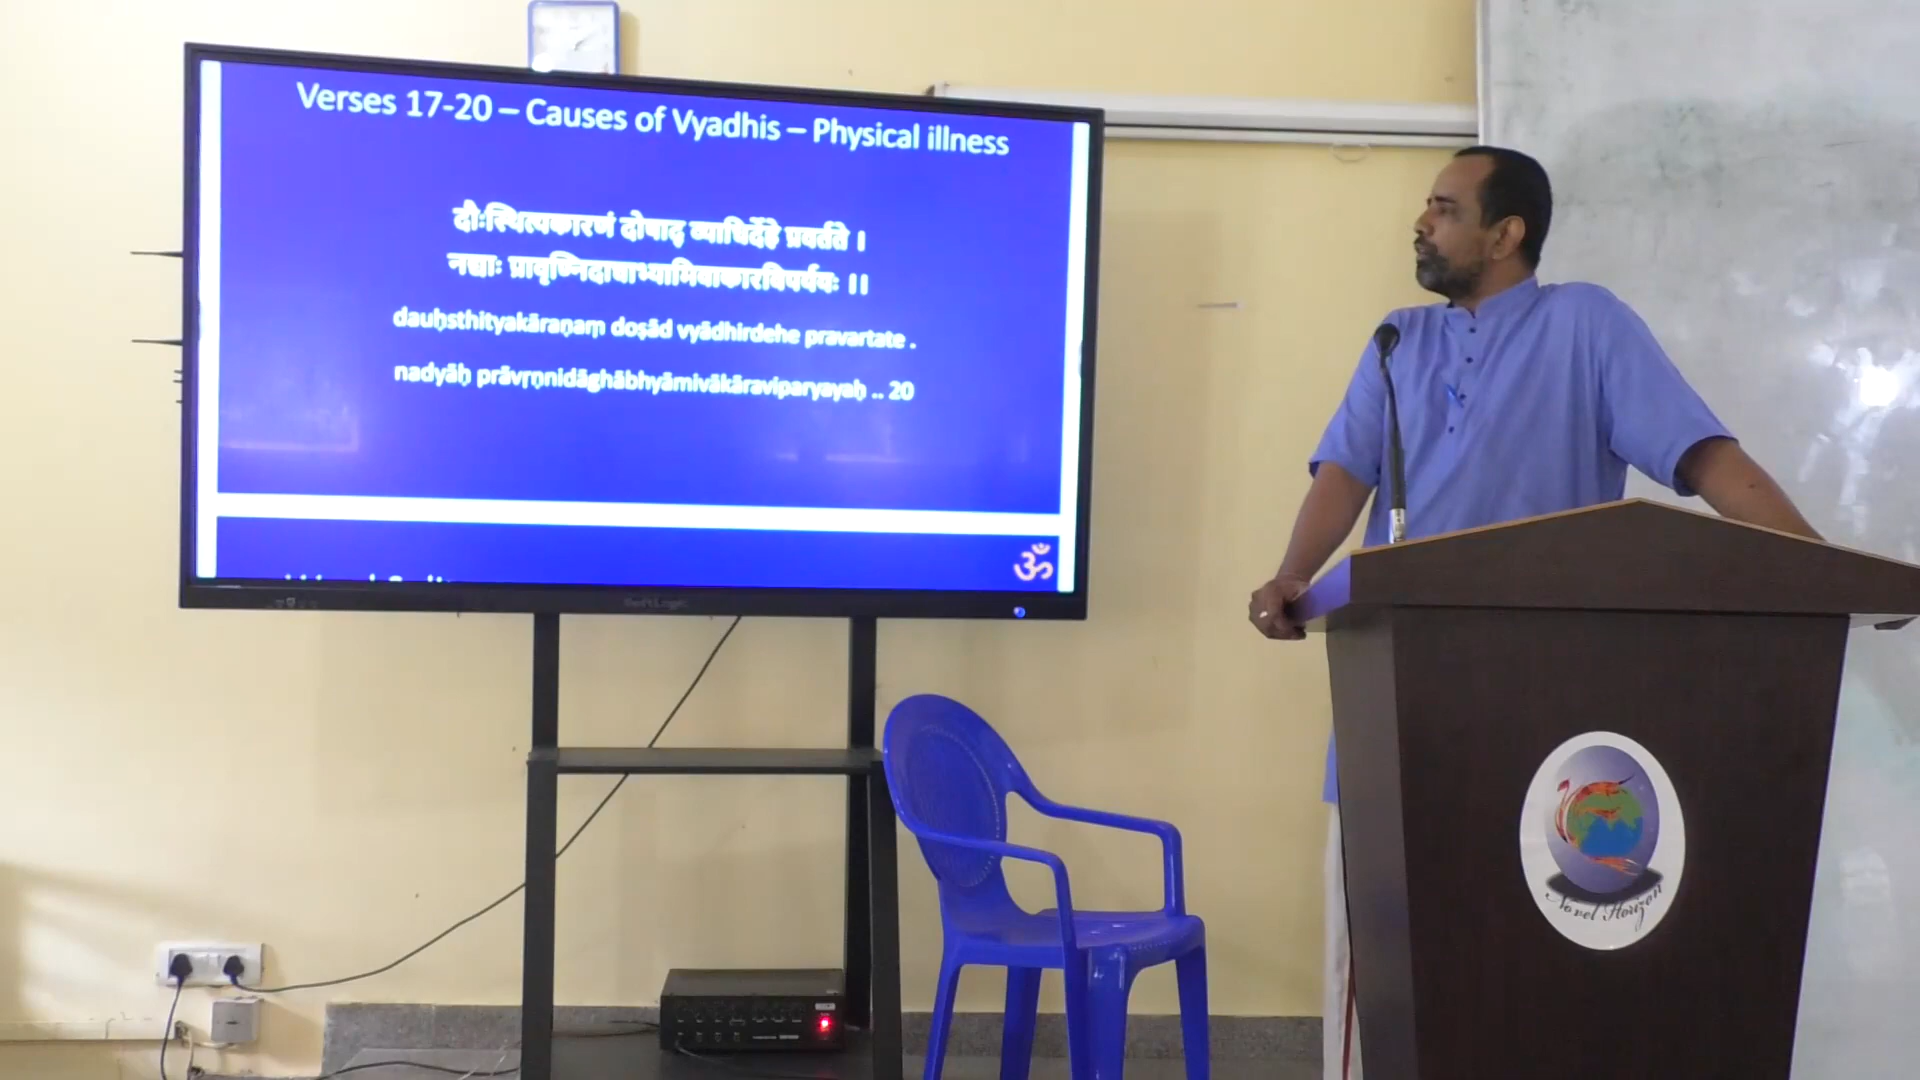 Verses 17-20 – Causes of Vyadhis – Physical illness
दौःस्थित्यकारणं दोषाद् व्याधिर्देहे प्रवर्तते ।
नद्याः प्रावृण्निदाघाभ्यामिवाकारविपर्ययः ।।
dauḥsthityakāraṇaṃ doṣād vyādhirdehe pravartate .
nadyāḥ prāvṛṇnidāghābhyāmivākāraviparyayaḥ .. 20
ॐ
Novel Horizon